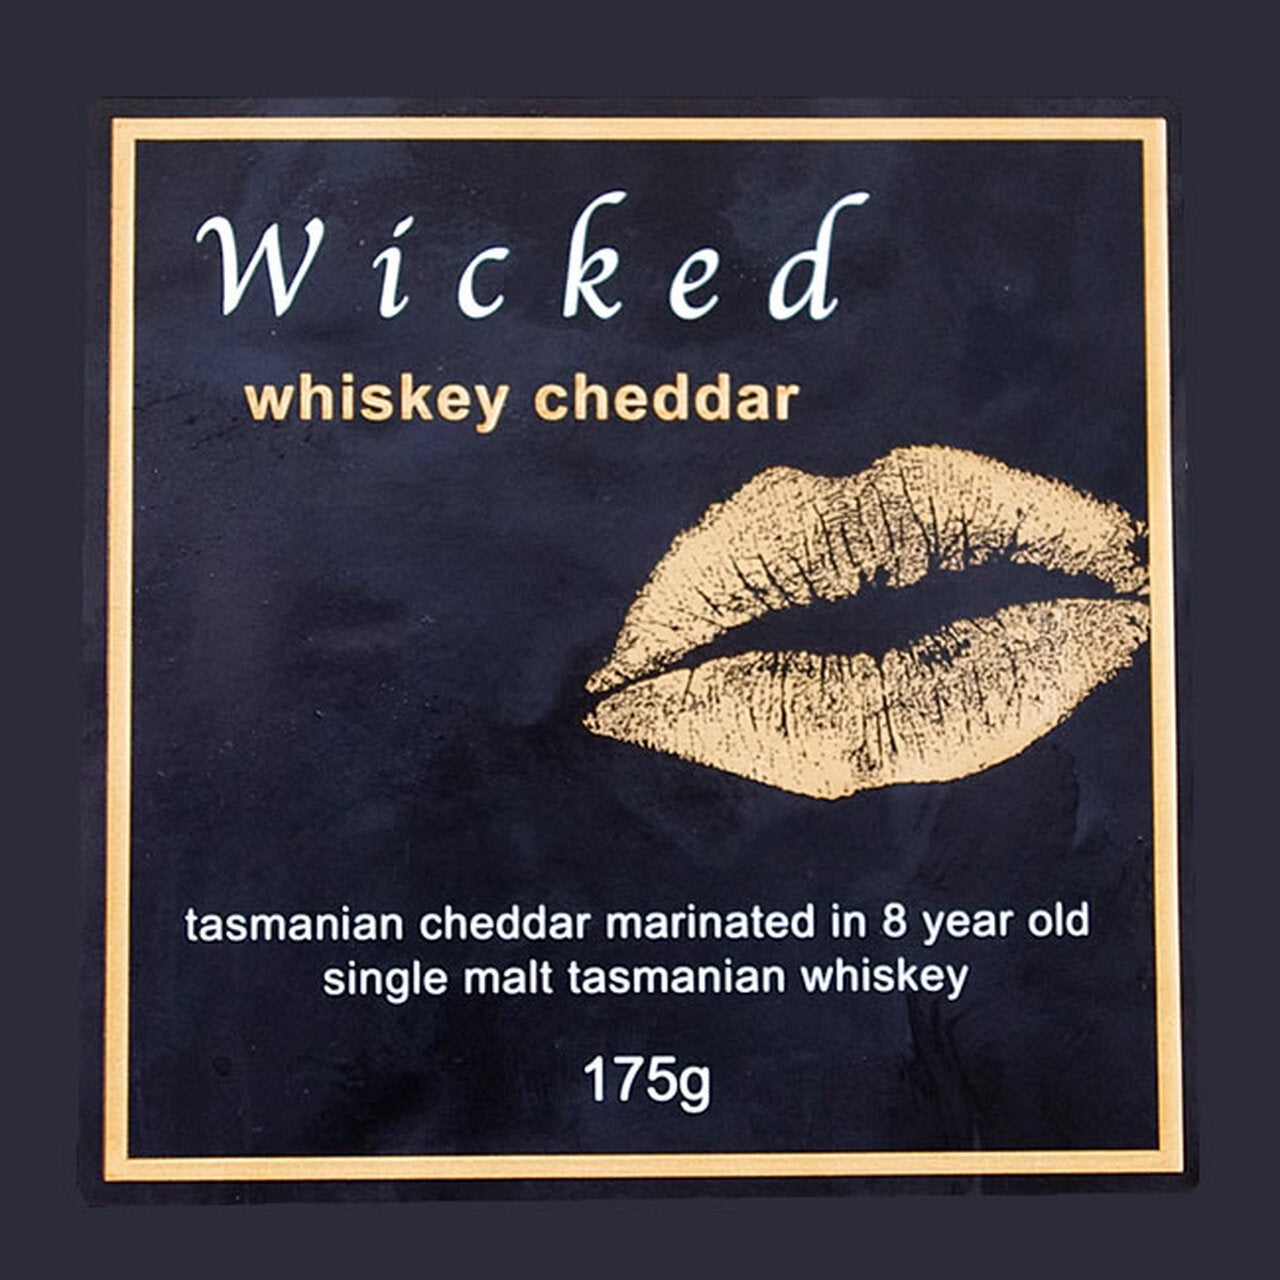 Wicked
whiskey cheddar
tasmanian cheddar marinated in 8 year old
single malt tasmanian whiskey
175g